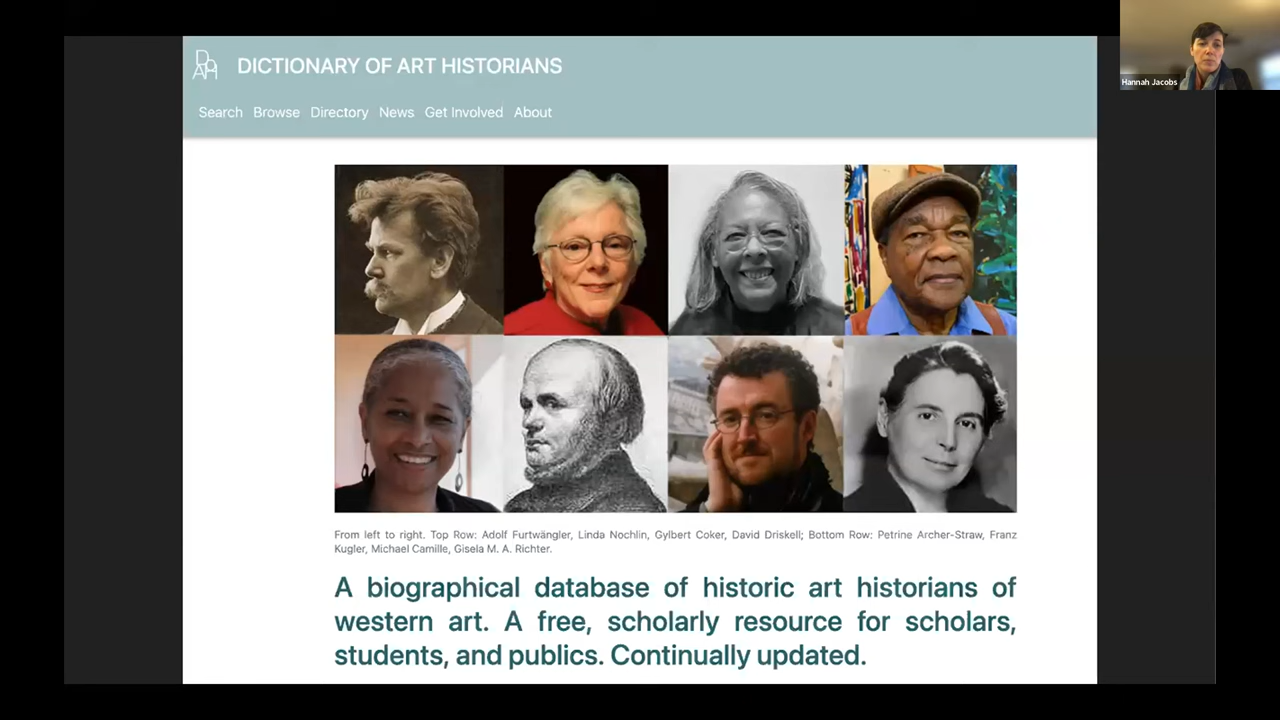 Hannah Jacobs
DAH
DICTIONARY OF ART HISTORIANS
Search Browse Directory News Get Involved About
From left to right. Top Row: Adolf Furtwängler, Linda Nochlin, Gylbert Coker, David Driskell; Bottom Row: Petrine Archer-Straw, Franz
Kugler, Michael Camille, Gisela M. A. Richter.
A biographical database of historic art historians of
western art. A free, scholarly resource for scholars,
students, and publics. Continually updated.